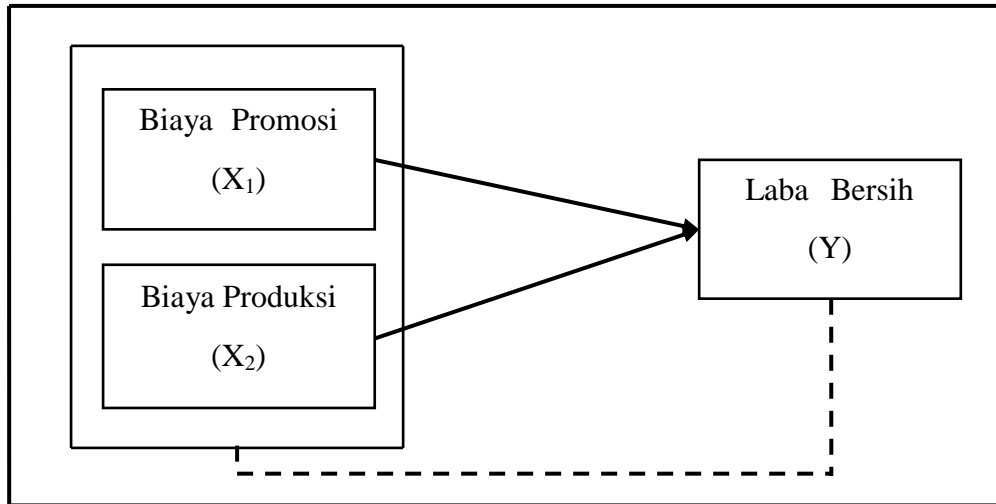 Biaya Promosi
(X₁)
Biaya Produksi
(X₂)
Laba Bersih
(Y)